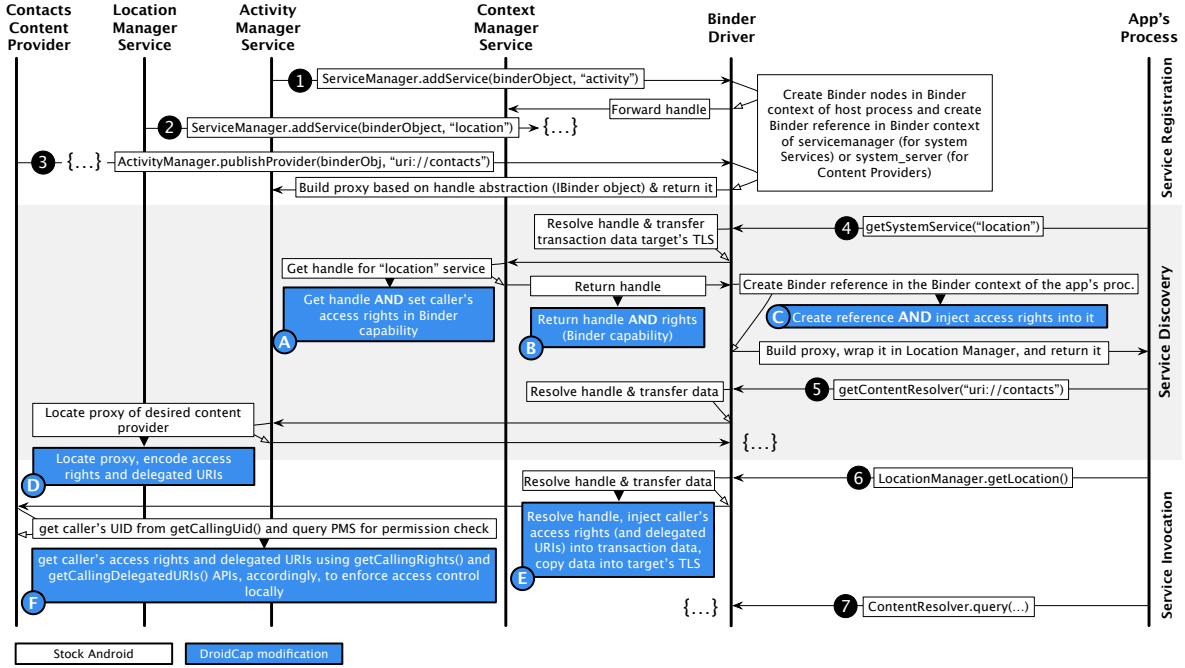 Contacts
Content
Provider
Location
Manager
Service
Activity
Manager
Service
Context
Manager
Service
Binder
Driver
App's
Process
1
ServiceManager.addService(binderObject, “activity”)
Forward handle
2
ServiceManager.addService(binderObject, “location”)
{...}
3
{...}
ActivityManager.publishProvider(binderObj, “uri://contacts”)
Build proxy based on handle abstraction (IBinder object) & return it
Create Binder nodes in Binder
context of host process and create
Binder reference in Binder context
of servicemanager (for system
Services) or system_server (for
Content Providers)
Service Registration
4
getSystemService(“location”)
Resolve handle & transfer
transaction data target's TLS
Get handle for “location” service
Get handle AND set caller's
access rights in Binder
capability
A
Return handle
Return handle AND rights
(Binder capability)
B
Create Binder reference in the Binder context of the app's proc.
C
Create reference AND inject access rights into it
Build proxy, wrap it in Location Manager, and return it
5
getContentResolver(“uri://contacts”)
Resolve handle & transfer data
Locate proxy of desired content
provider
{...}
Locate proxy, encode access
rights and delegated URIs
D
Service Discovery
6
LocationManager.getLocation()
Resolve handle & transfer data
Resolve handle, inject caller's
access rights (and delegated
URIs) into transaction data,
copy data into target's TLS
E
get caller's UID from getCallingUid() and query PMS for permission check
get caller's access rights and delegated URIs using getCallingRights() and
getCallingDelegatedURIs() APIs, accordingly, to enforce access control
locally
F
{...}
7
ContentResolver.query(...)
Service Invocation
Stock Android
DroidCap modification